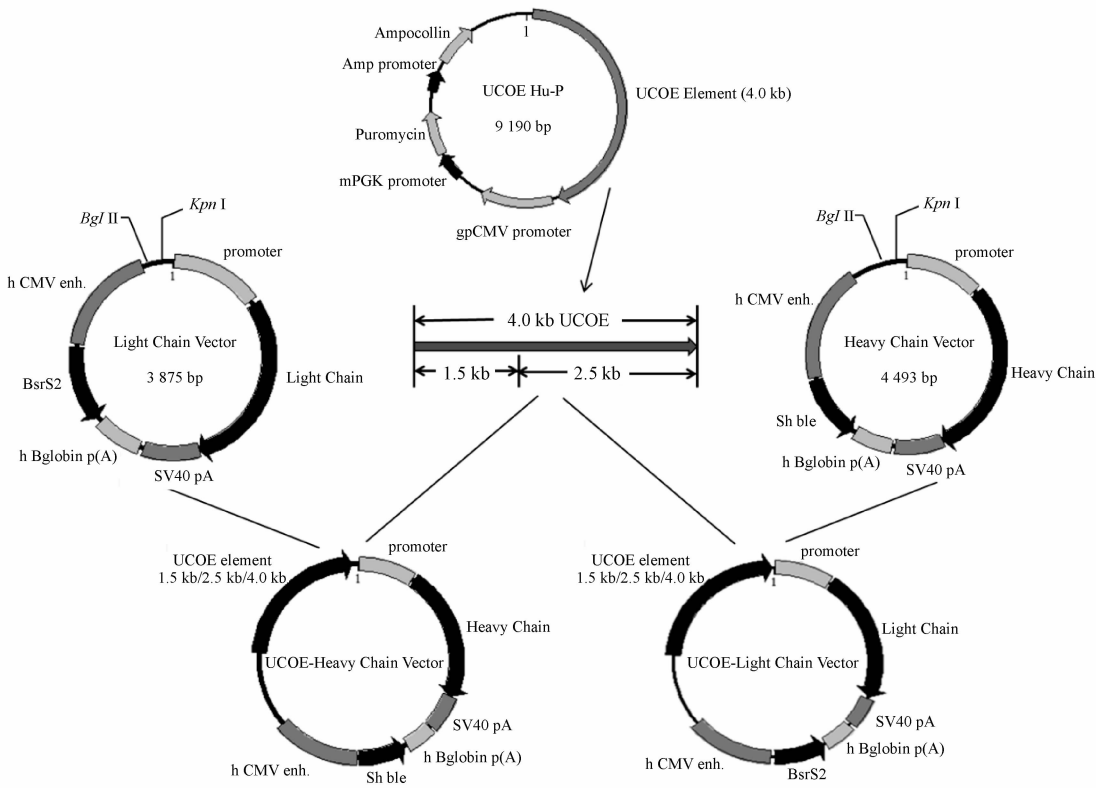 Ampocollin
1
Amp promoter
UCOE Hu-P
UCOE Element (4.0 kb)
9 190 bp
Puromycin
mPGK promoter
gpCMV promoter
BgI II
Kpn I
promoter
h CMV enh.
1
Light Chain Vector
3 875 bp
BsrS2
Light Chain
h Bglobin p(A)
SV40 pA
4.0 kb UCOE
1.5 kb
2.5 kb
BgI II
Kpn I
promoter
h CMV enh.
1
Heavy Chain Vector
4 493 bp
Heavy Chain
Sh ble
h Bglobin p(A)
SV40 pA
UCOE element
1.5 kb/2.5 kb/4.0 kb
promoter
1
Heavy Chain
UCOE-Heavy Chain Vector
SV40 pA
h Bglobin p(A)
h CMV enh.
Sh ble
UCOE element
1.5 kb/2.5 kb/4.0 kb
promoter
1
Light Chain
UCOE-Light Chain Vector
SV40 pA
h Bglobin p(A)
h CMV enh.
BsrS2